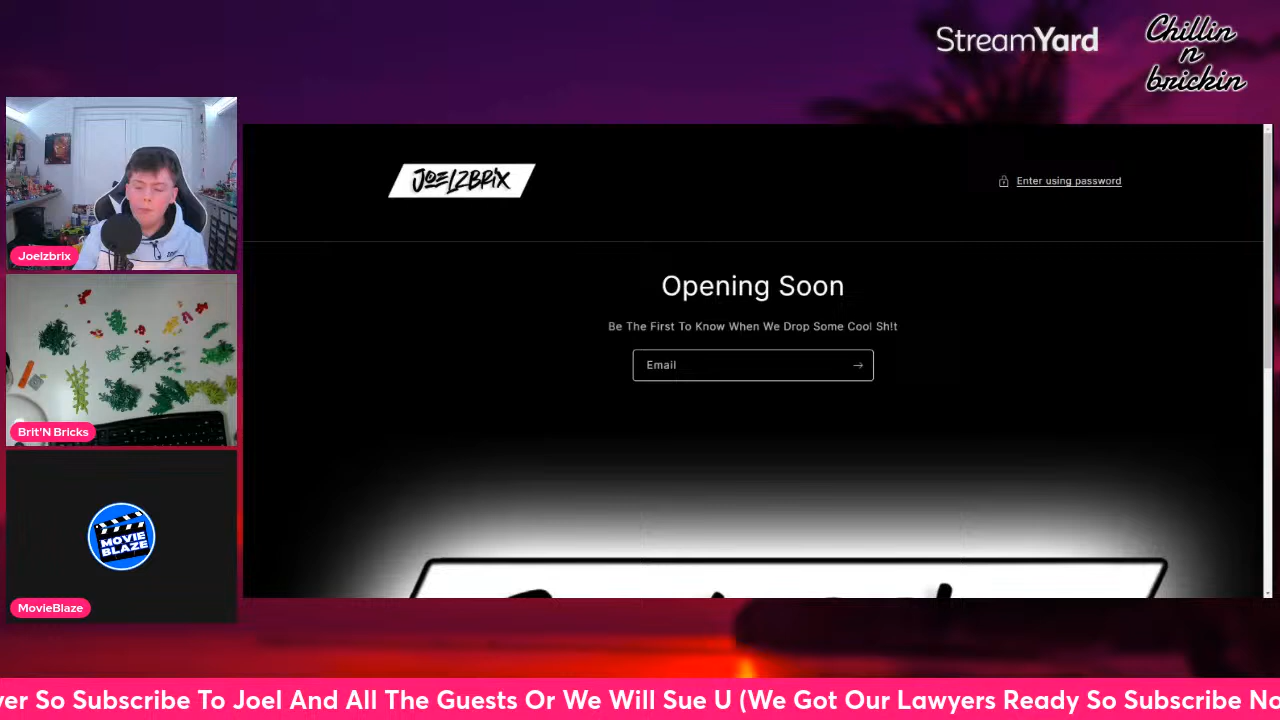 StreamYard
Chillin
n
brickin
Joelzbrix
Brit'N Bricks
MOVIE
BLAZE
MovieBlaze
JOELZBRIX
Enter using password
Opening Soon
Be The First To Know When We Drop Some Cool Sh!t
Email
So Subscribe To Joel And All The Guests Or We Will Sue U (We Got Our Lawyers Ready So Subscribe